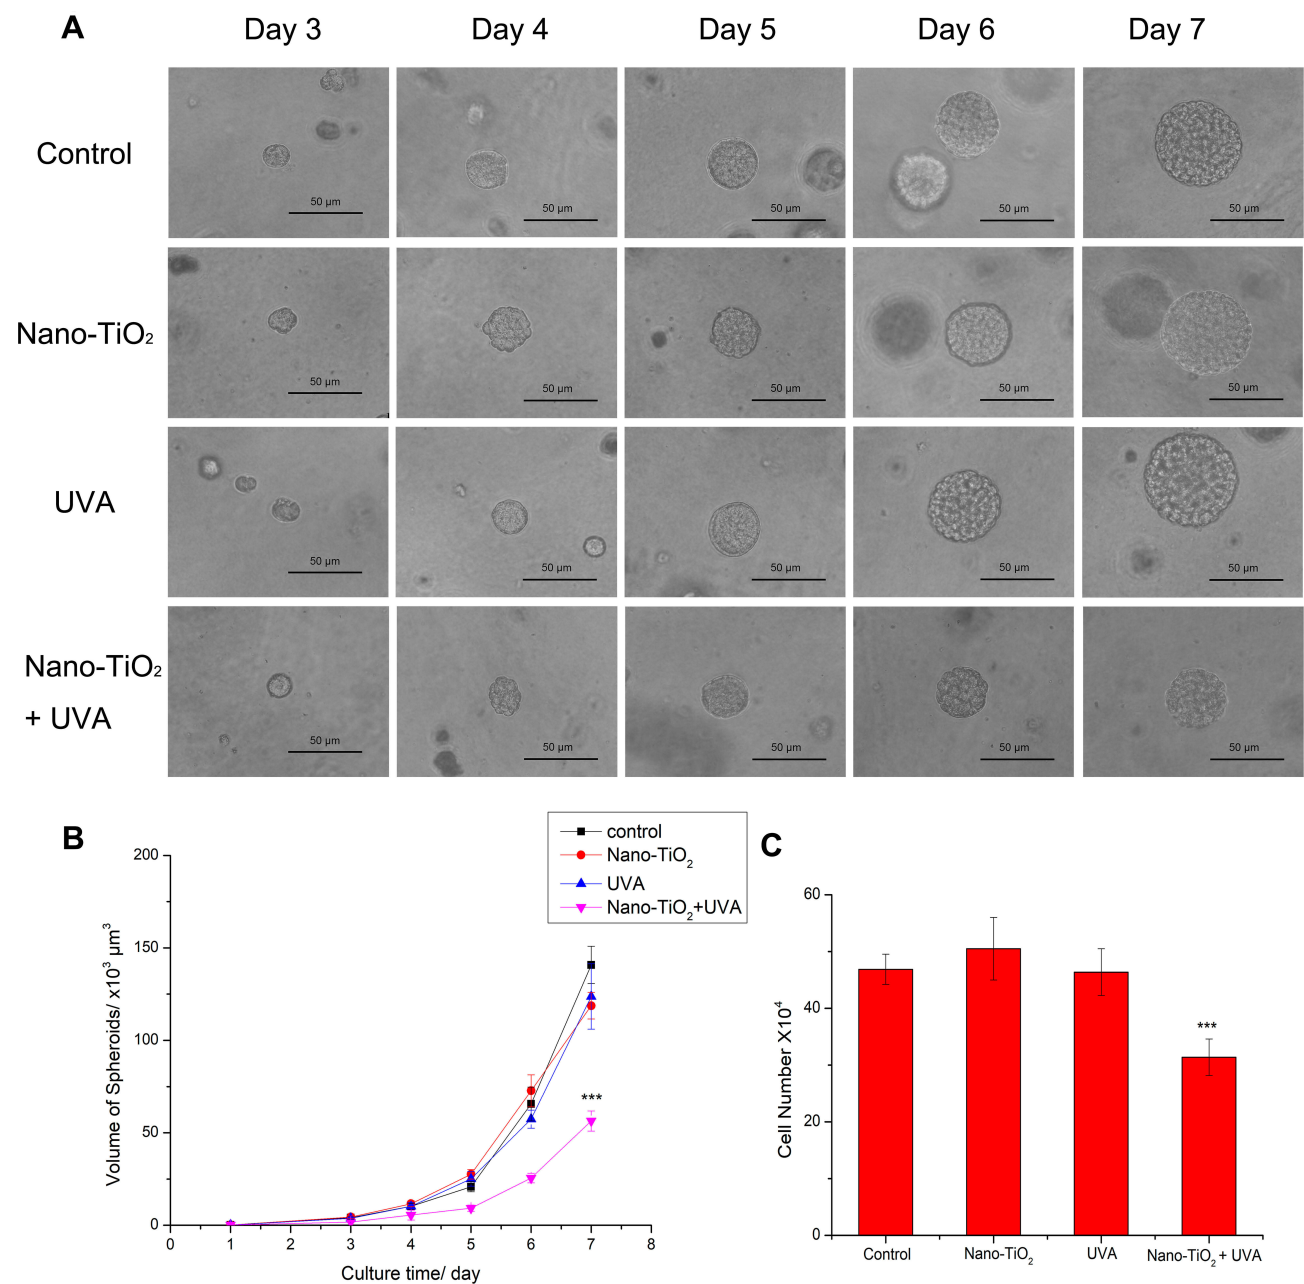 A
Day 3
Day 4
Day 5
Day 6
Day 7
Control
50 µm
50 µm
50 µm
50 µm
50 µm
Nano-TiO2
50 µm
50 µm
50 µm
50 µm
50 µm
UVA
50 µm
50 µm
50 µm
50 µm
50 µm
Nano-TiO2
+ UVA
50 µm
50 µm
50 µm
50 µm
50 µm
B
control
Nano-TiO2
UVA
Nano-TiO2+UVA
Volume of Spheroids/ x10³ µm³
200
150
100
50
0
***
0
1
2
3
4
5
6
7
8
Culture time/ day
C
Cell Number X10⁴
60
40
20
0
***
Control
Nano-TiO2
UVA
Nano-TiO2 + UVA